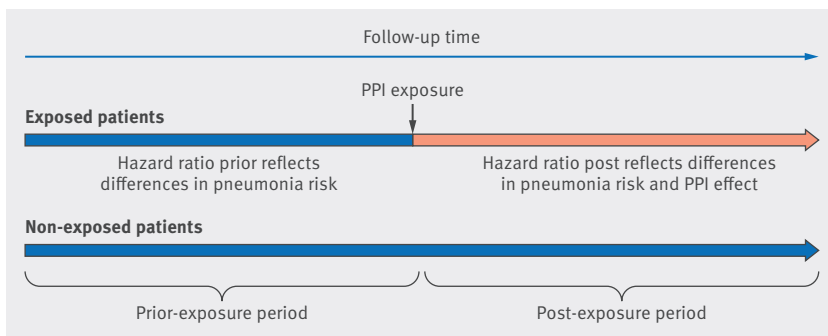 Follow-up time
PPI exposure
Exposed patients
Hazard ratio prior reflects
differences in pneumonia risk
Hazard ratio post reflects differences
in pneumonia risk and PPI effect
Non-exposed patients
Prior-exposure period
Post-exposure period